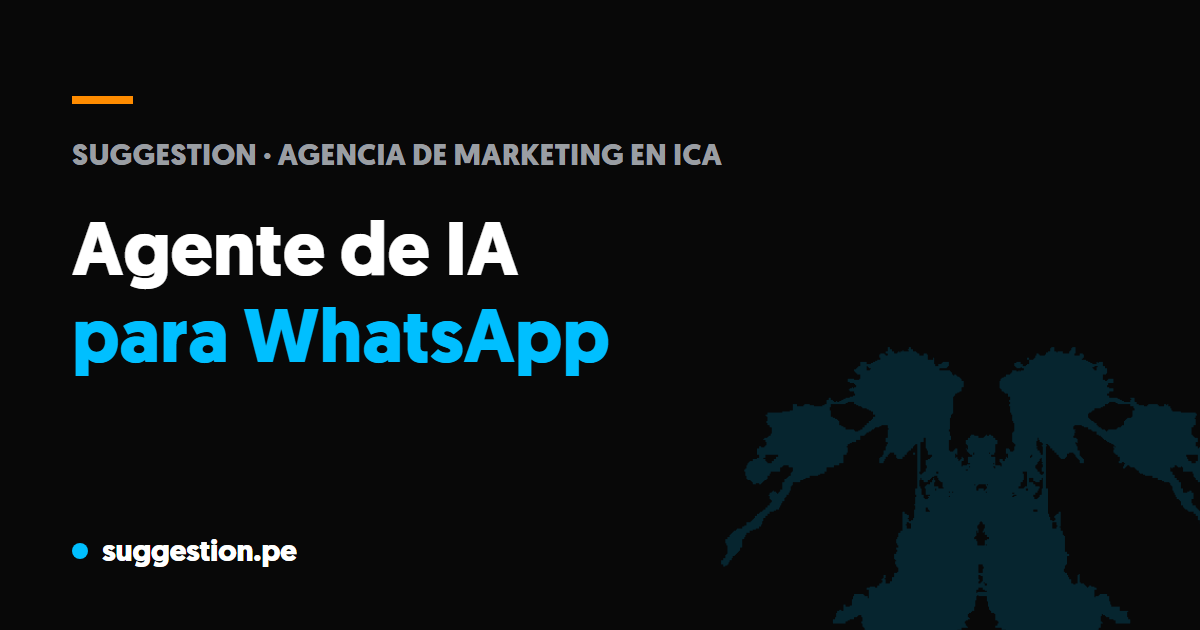 SUGGESTION · AGENCIA DE MARKETING EN ICA
Agente de IA
para WhatsApp
suggestion.pe